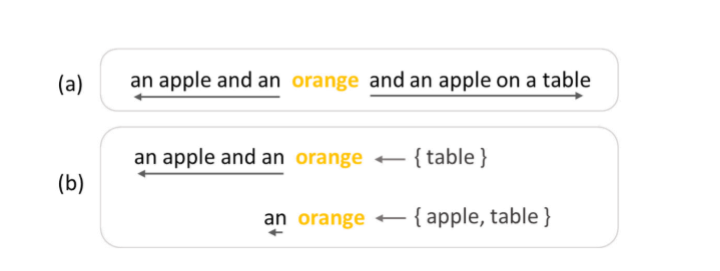 (a) an apple and an orange and an apple on a table
(b)
an apple and an orange ← { table }
an orange ← { apple, table }